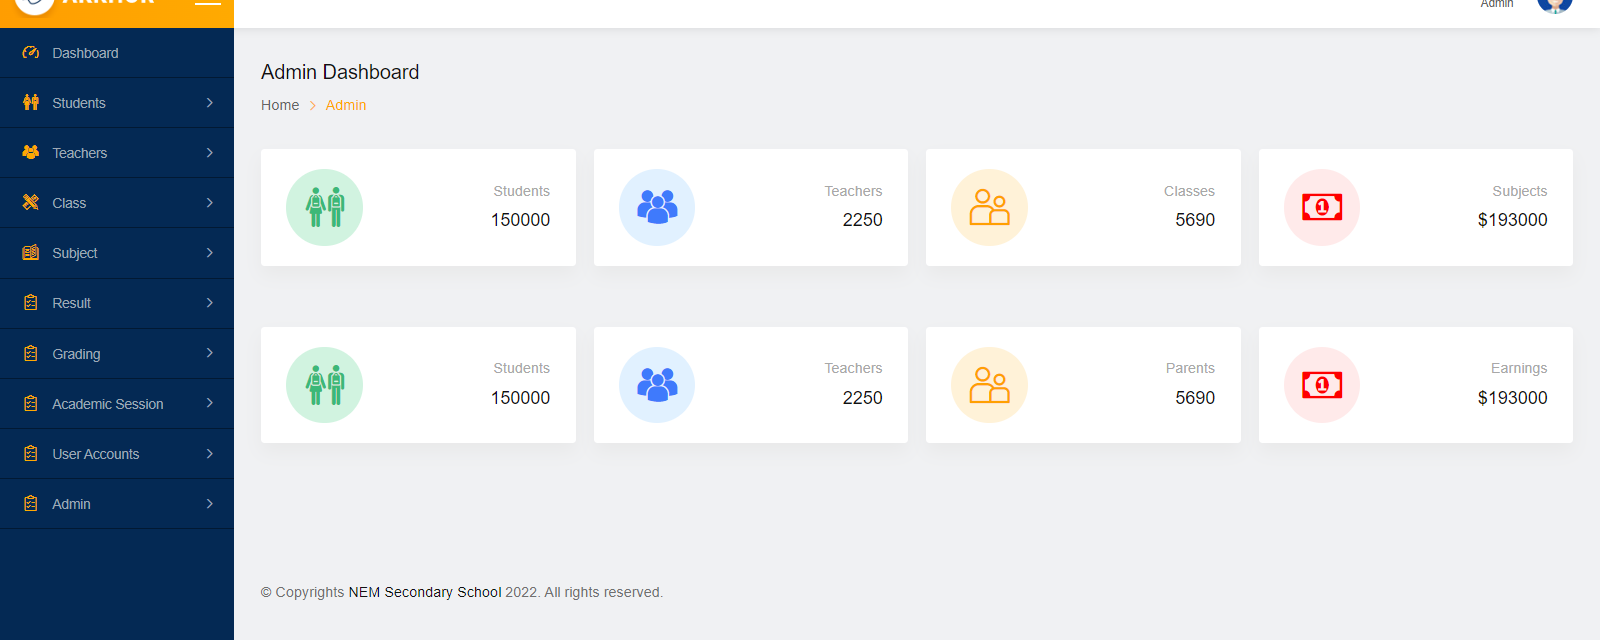 Admin
Dashboard
Students
Teachers
Class
Subject
Result
Grading
Academic Session
User Accounts
Admin
Admin Dashboard
Home > Admin
Students
150000
Teachers
2250
Classes
5690
Subjects
$193000
Students
150000
Teachers
2250
Parents
5690
Earnings
$193000
© Copyrights NEM Secondary School 2022. All rights reserved.